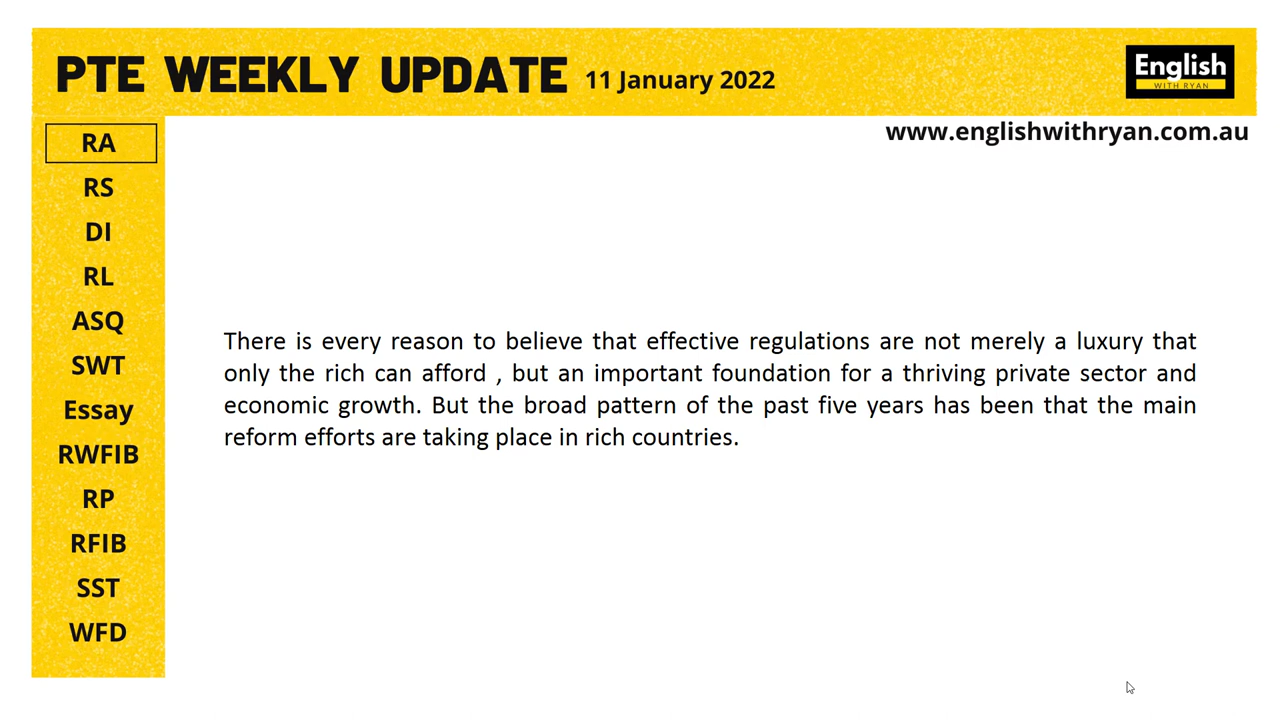 PTE WEEKLY UPDATE 11 January 2022
English
WITH RYAN
www.englishwithryan.com.au
RA
RS
DI
RL
ASQ
SWT
Essay
RWFIB
RP
RFIB
SST
WFD
There is every reason to believe that effective regulations are not merely a luxury that
only the rich can afford , but an important foundation for a thriving private sector and
economic growth. But the broad pattern of the past five years has been that the main
reform efforts are taking place in rich countries.